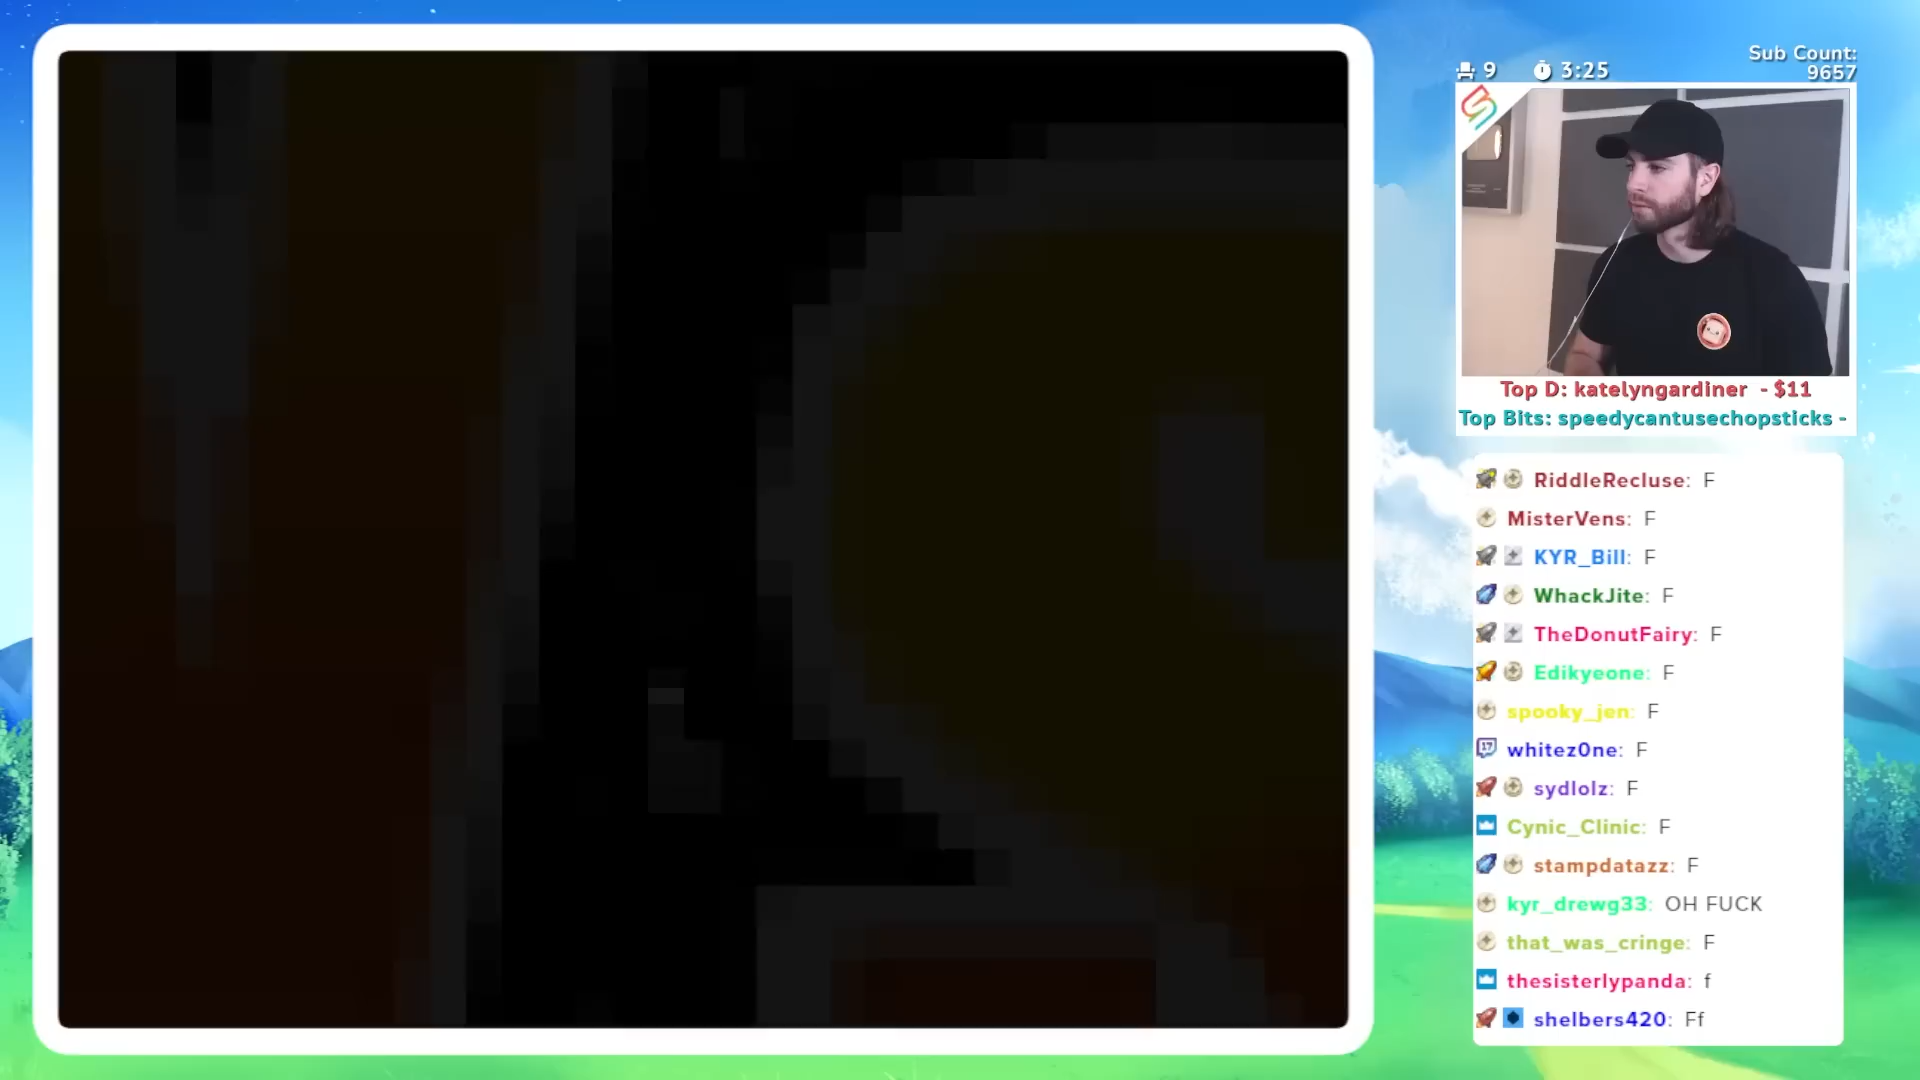 Sub Count:
9 3:25 9657
Top D: katelyngardiner - $11
Top Bits: speedycantusechopsticks -
RiddleRecluse: F
MisterVens: F
KYR_Bill: F
WhackJite: F
TheDonutFairy: F
Edikyeone: F
spooky_jen: F
17 whitez0ne: F
sydlolz: F
Cynic_Clinic: F
stampdatazz: F
kyr_drewg33: OH FUCK
that_was_cringe: F
thesisterlypanda: f
shelbers420: Ff